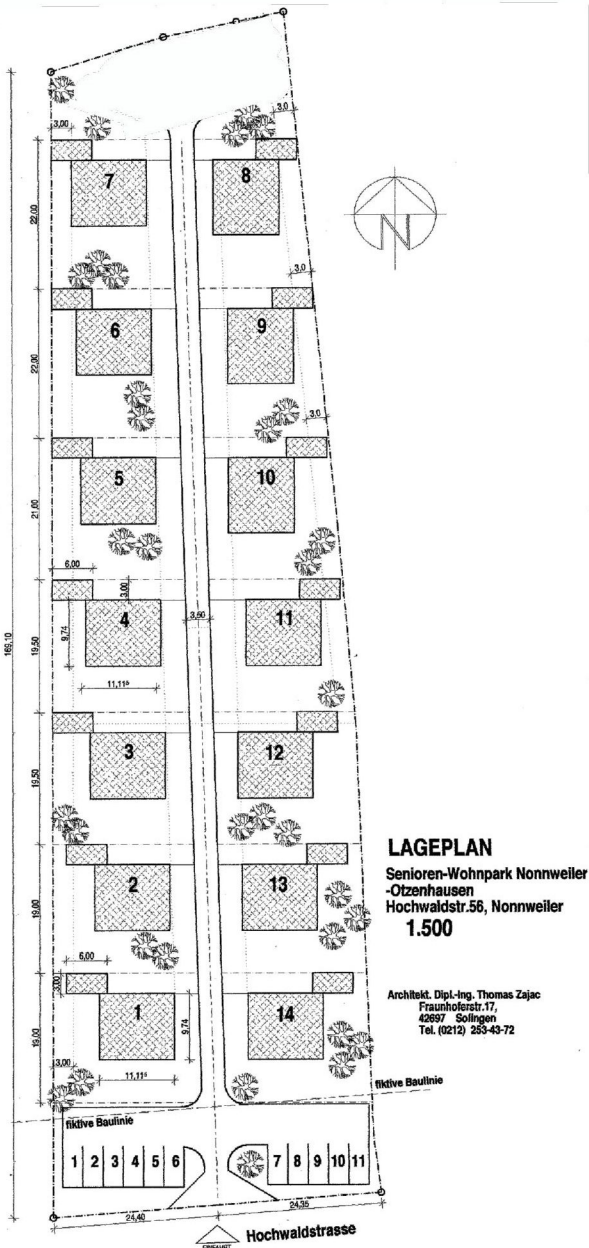 3,00
3,0
7
8
22,00
N
3,0
6
9
22,00
3,0
5
10
21,00
6,00
3,00
4
11
3,50
9,74
19,50
11,11⁵
169,10
3
12
19,50
LAGEPLAN
Senioren-Wohnpark Nonnweiler
-Otzenhausen
Hochwaldstr.56, Nonnweiler
1.500
2
13
19,00
6,00
3,00
Architekt. Dipl.-Ing. Thomas Zajac
Fraunhoferstr.17,
42697 Solingen
Tel. (0212) 253-43-72
1
14
9,74
19,00
3,00
11,11⁵
fiktive Baulinie
fiktive Baulinie
1 2 3 4 5 6
7 8 9 10 11
24,40
24,35
EINFAHRT
Hochwaldstrasse